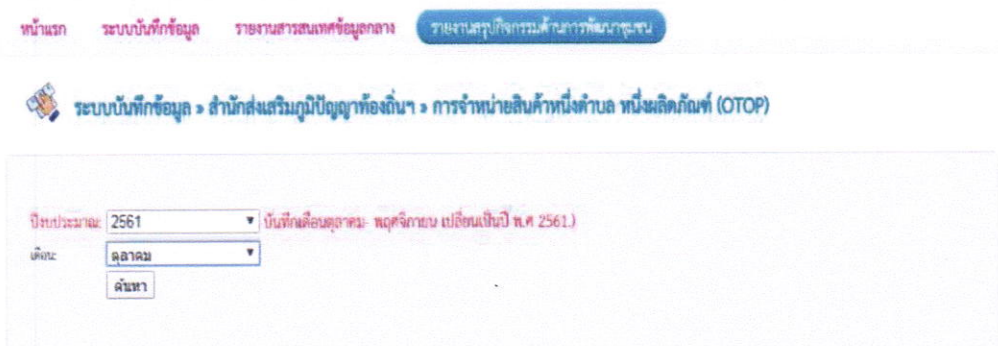 หน้าแรก ระบบบันทึกข้อมูล รายงานสารสนเทศข้อมูลกลาง รายงานสรุปกิจกรรมด้านการพัฒนาชุมชน
ระบบบันทึกข้อมูล » สำนักส่งเสริมภูมิปัญญาท้องถิ่นฯ » การจำหน่ายสินค้าหนึ่งตำบล หนึ่งผลิตภัณฑ์ (OTOP)
ปีงบประมาณ: 2561 บันทึกเดือนตุลาคม- พฤศจิกายน เปลี่ยนเป็นปี พ.ศ 2561.)
เดือน: ตุลาคม
ค้นหา